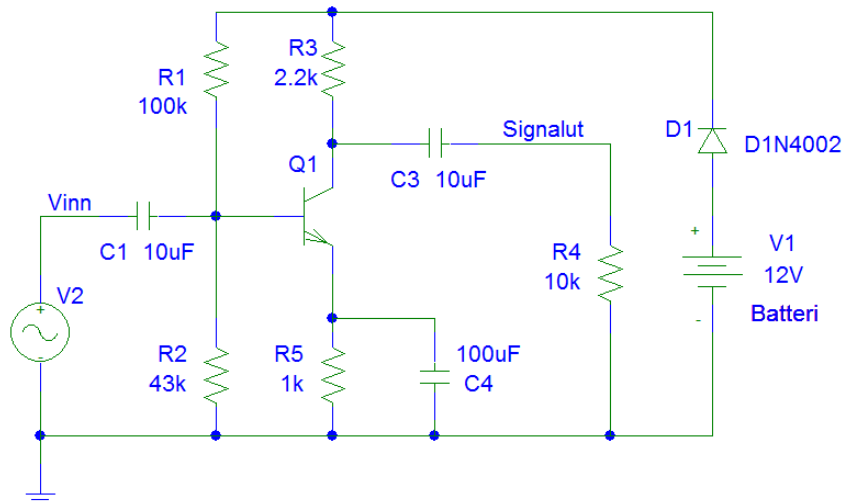 R1
100k
R3
2.2k
Q1
Signalut
C3 10uF
D1
D1N4002
Vinn
C1 10uF
V2
+
-
R4
10k
+
V1
12V
Batteri
-
R2
43k
R5
1k
100uF
C4